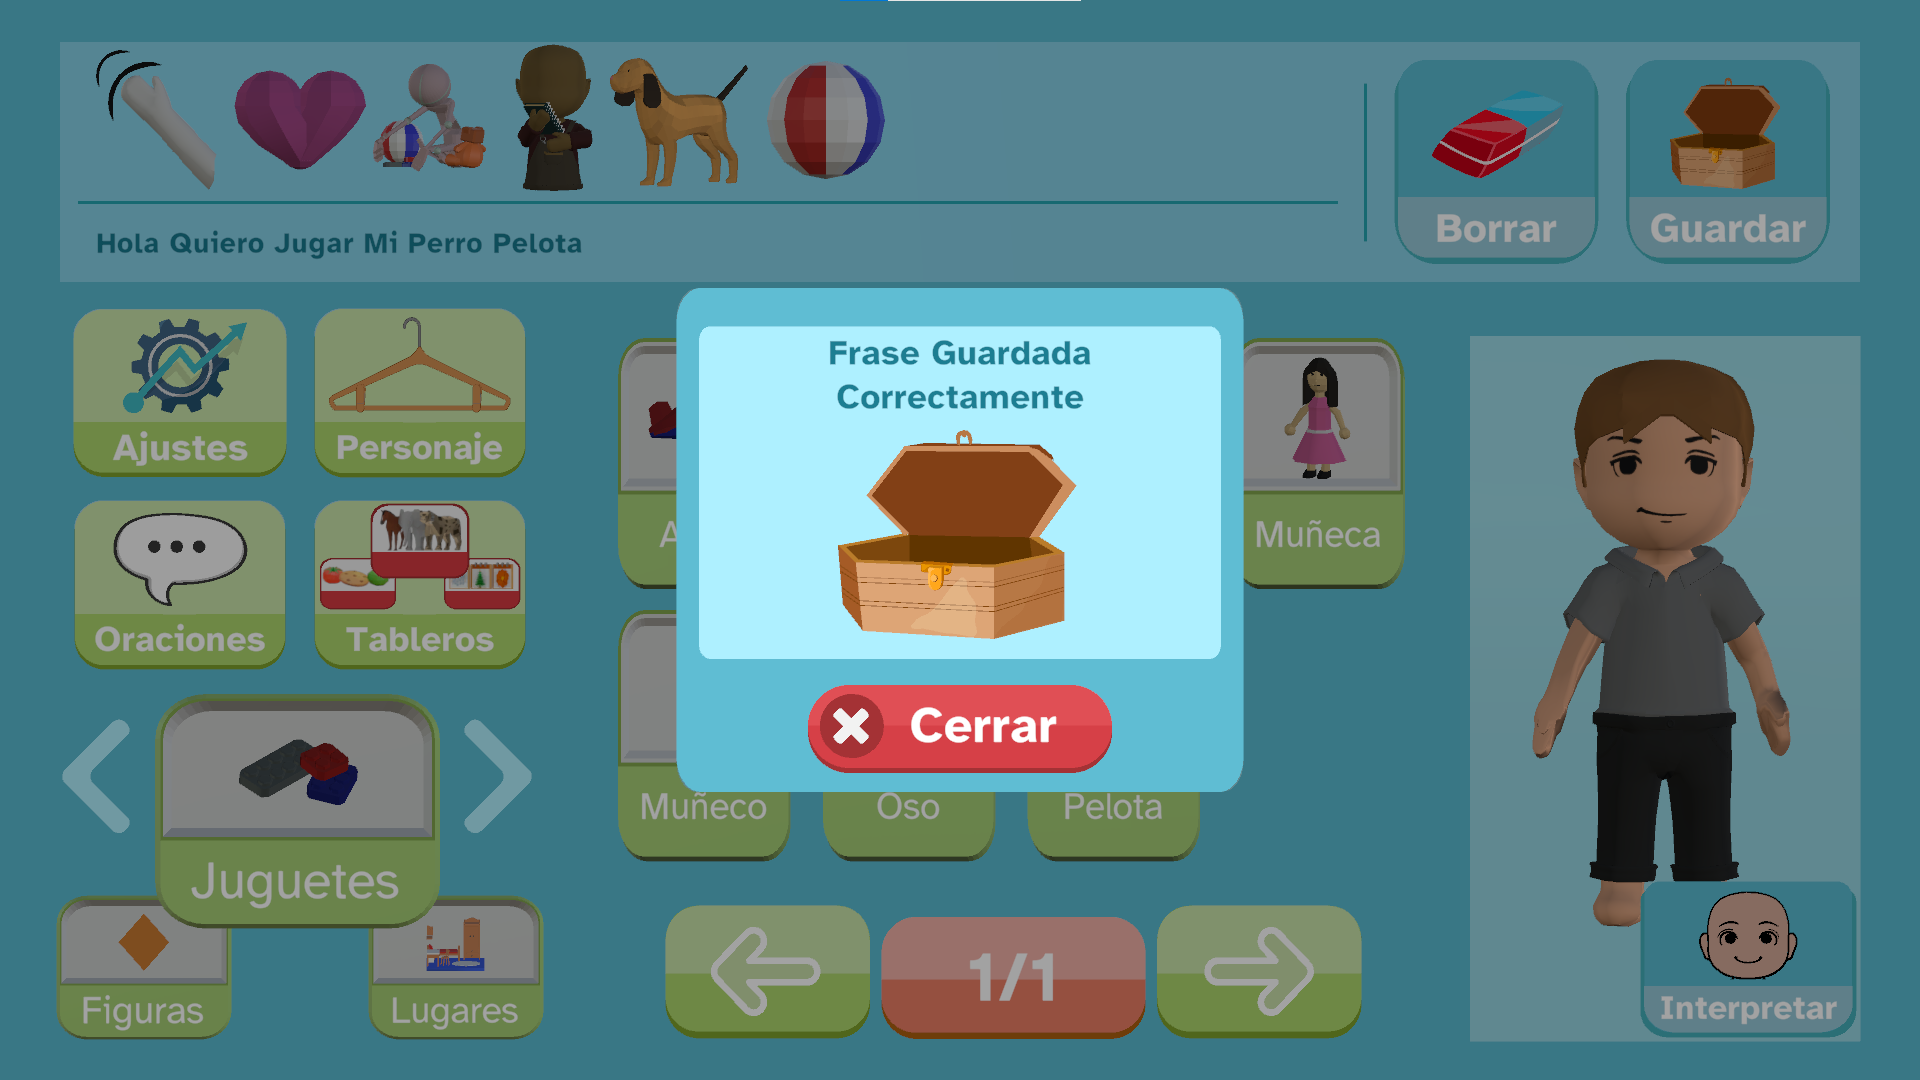 Hola Quiero Jugar Mi Perro Pelota
Borrar
Guardar
Ajustes
Personaje
Oraciones
Tableros
Juguetes
Figuras
Lugares
Frase Guardada
Correctamente
Cerrar
A
Muñeca
Muñeco
Oso
Pelota
1/1
Interpretar